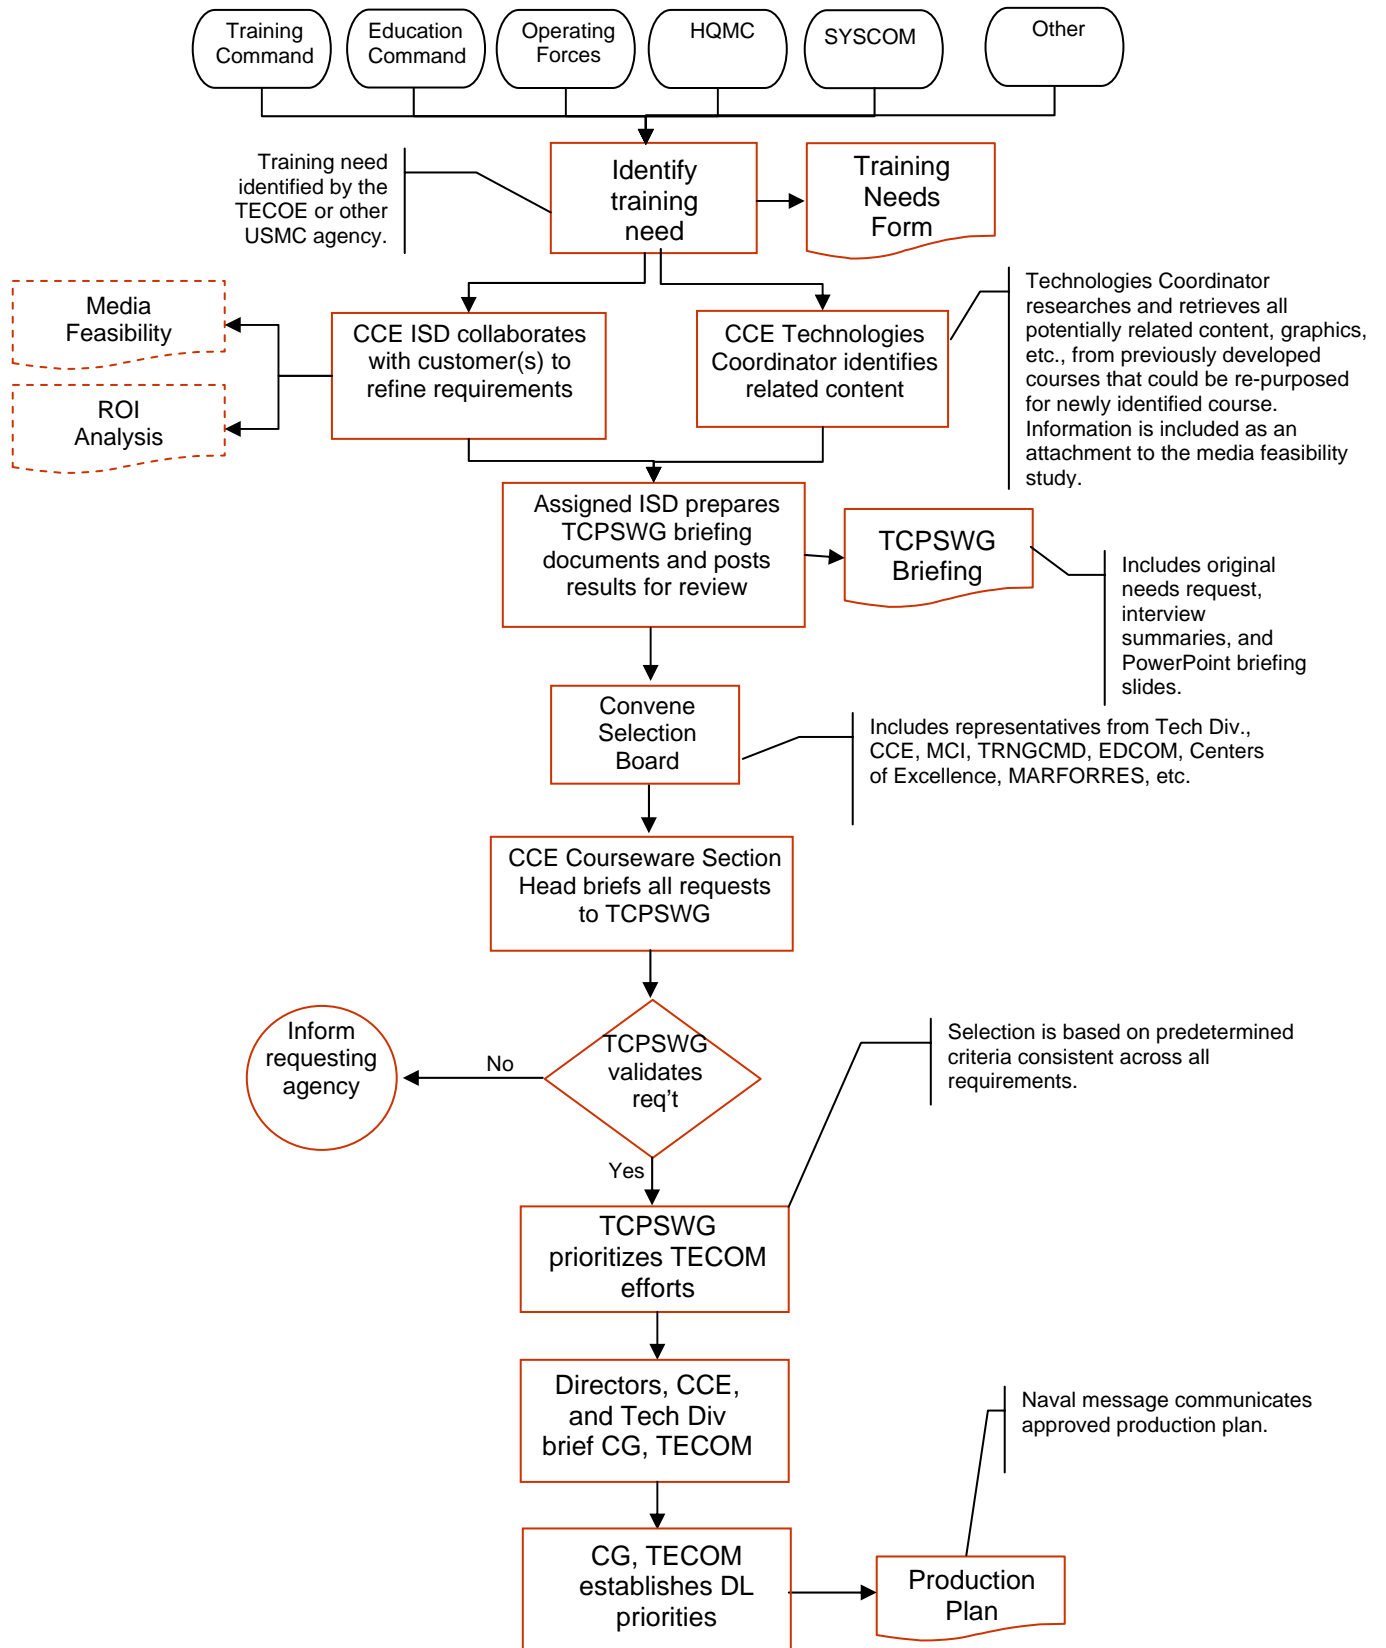 Training
Command
Education
Command
Operating
Forces
HQMC
SYSCOM
Other
Training need
identified by the
TECOE or other
USMC agency.
Identify
training
need
Training
Needs
Form
Media
Feasibility
ROI
Analysis
CCE ISD collaborates
with customer(s) to
refine requirements
CCE Technologies
Coordinator identifies
related content
Technologies Coordinator
researches and retrieves all
potentially related content, graphics,
etc., from previously developed
courses that could be re-purposed
for newly identified course.
Information is included as an
attachment to the media feasibility
study.
Assigned ISD prepares
TCPSWG briefing
documents and posts
results for review
TCPSWG
Briefing
Includes original
needs request,
interview
summaries, and
PowerPoint briefing
slides.
Convene
Selection
Board
Includes representatives from Tech Div.,
CCE, MCI, TRNGCMD, EDCOM, Centers
of Excellence, MARFORRES, etc.
CCE Courseware Section
Head briefs all requests
to TCPSWG
Inform
requesting
agency
No
TCPSWG
validates
req't
Yes
Selection is based on predetermined
criteria consistent across all
requirements.
TCPSWG
prioritizes TECOM
efforts
Directors, CCE,
and Tech Div
brief CG, TECOM
Naval message communicates
approved production plan.
CG, TECOM
establishes DL
priorities
Production
Plan